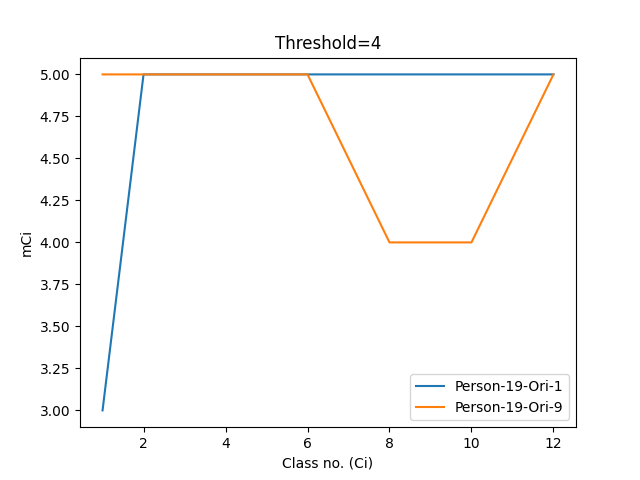 Threshold=4
5.00
4.75
4.50
4.25
4.00
3.75
3.50
3.25
3.00
mCi
2 4 6 8 10 12
Class no. (Ci)
Person-19-Ori-1
Person-19-Ori-9